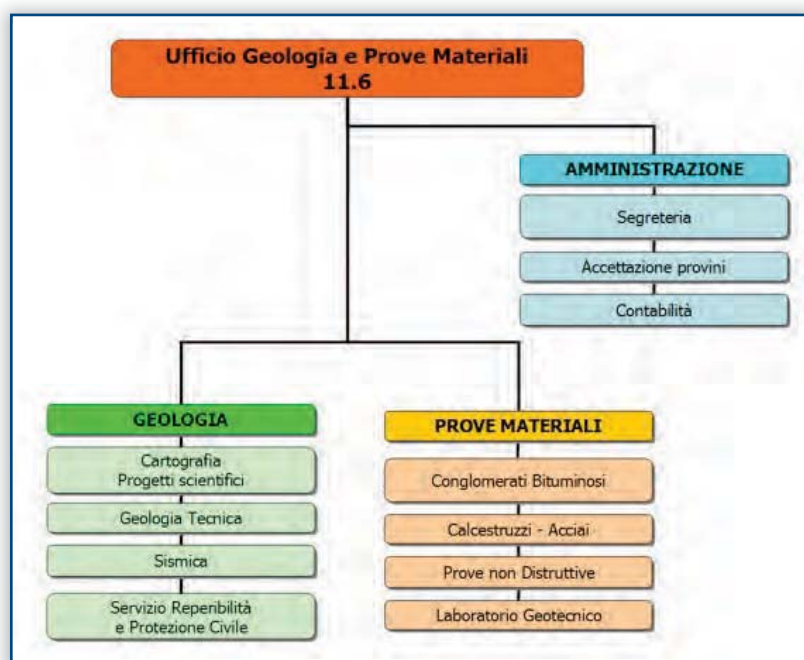 Ufficio Geologia e Prove Materiali
11.6
AMMINISTRAZIONE
Segreteria
Accettazione provini
Contabilità
GEOLOGIA
Cartografia
Progetti scientifici
Geologia Tecnica
Sismica
Servizio Reperibilità
e Protezione Civile
PROVE MATERIALI
Conglomerati Bituminosi
Calcestruzzi - Acciai
Prove non Distruttive
Laboratorio Geotecnico